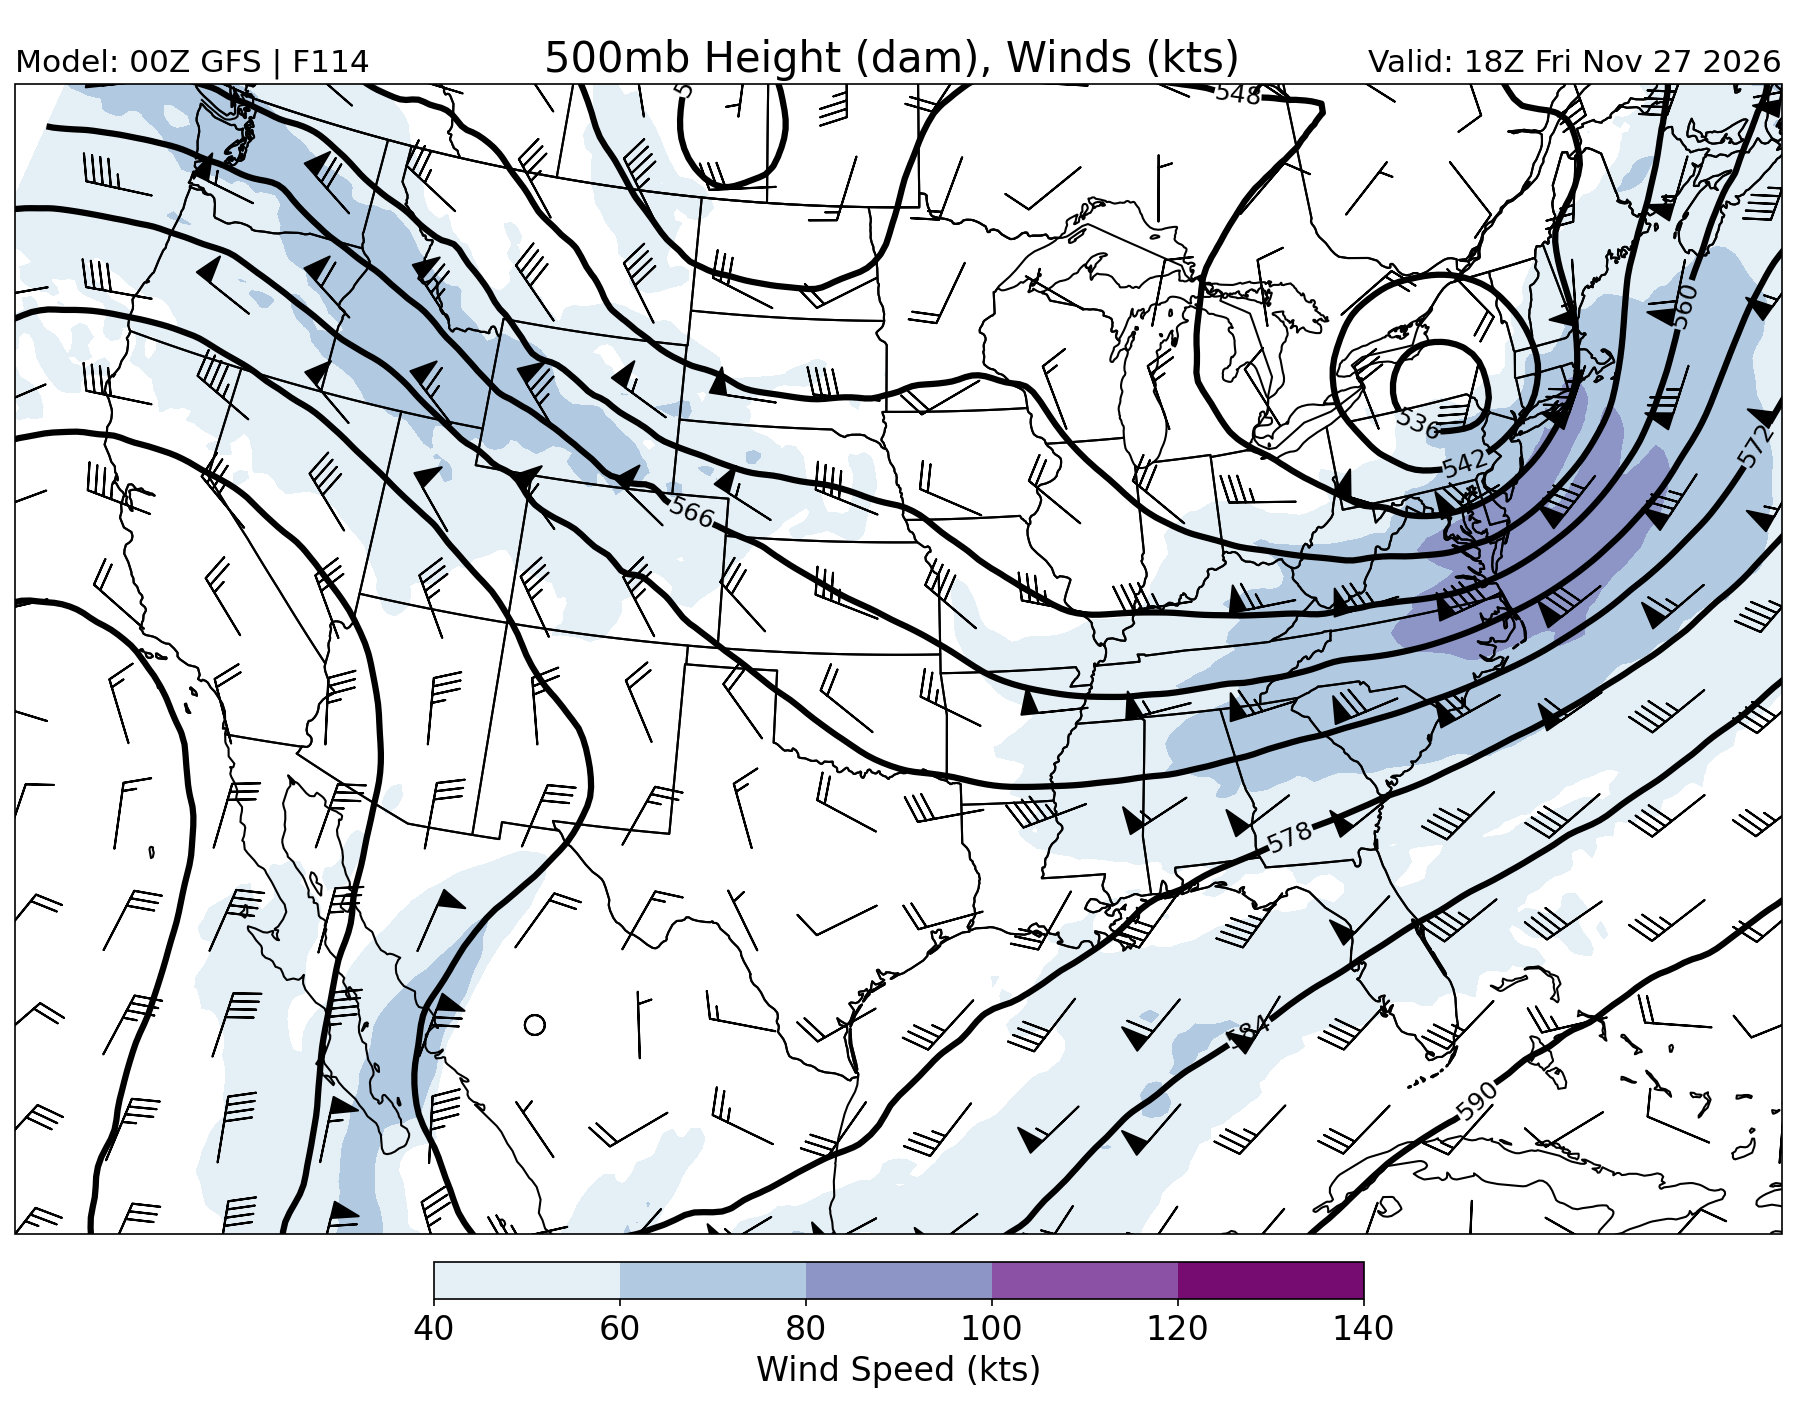 Model: 00Z GFS | F114
500mb Height (dam), Winds (kts)
Valid: 18Z Fri Nov 27 2026
548
560
536
542
572
566
578
584
590
40 60 80 100 120 140
Wind Speed (kts)